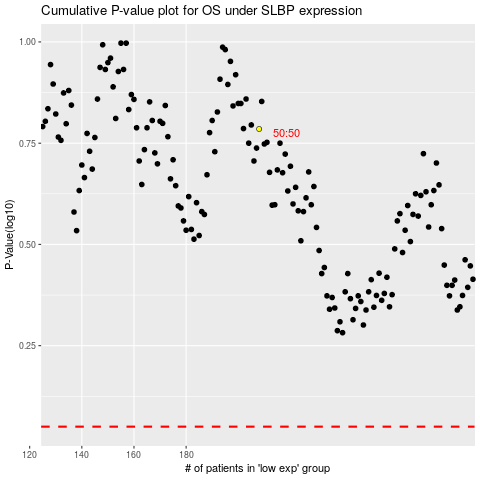 Cumulative P-value plot for OS under SLBP expression
P-Value(log10)
1.00
0.75
0.50
0.25
50:50
120 140 160 180
# of patients in 'low exp' group